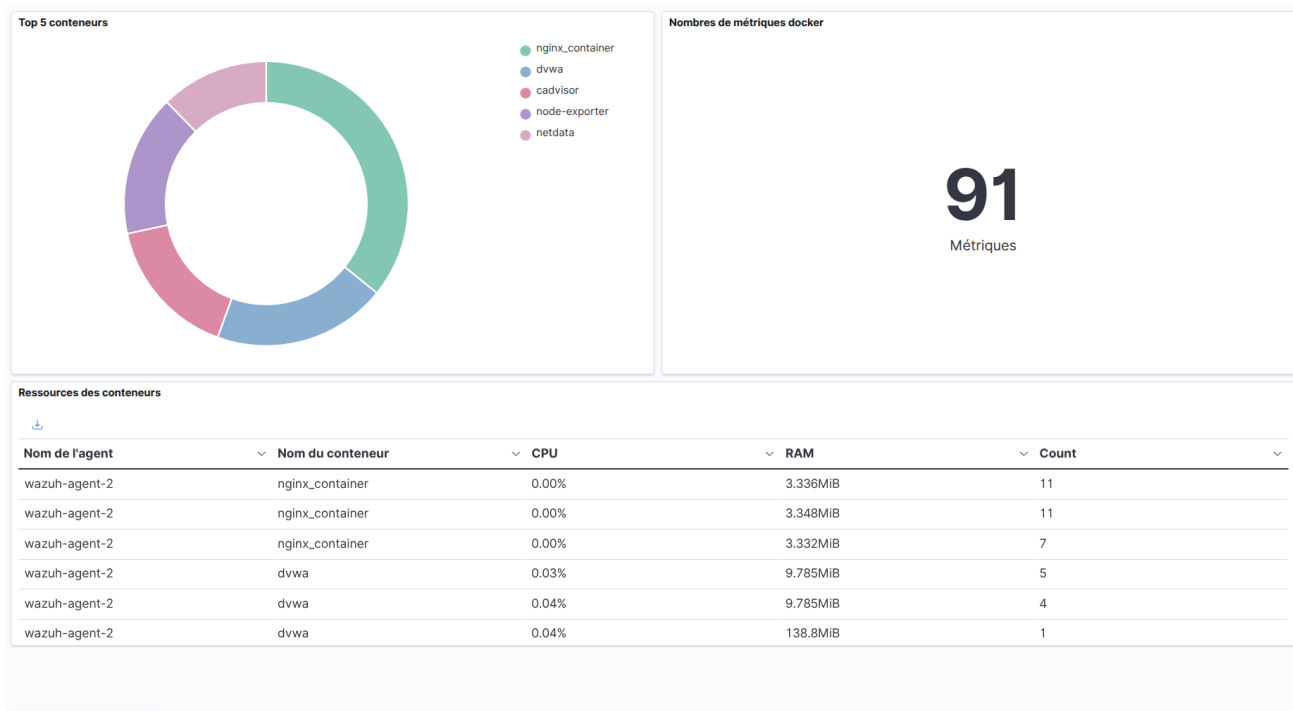 Top 5 conteneurs
nginx_container
dvwa
cadvisor
node-exporter
netdata
Nombres de métriques docker
91
Métriques
Ressources des conteneurs
Nom de l'agent Nom du conteneur CPU RAM Count
wazuh-agent-2 nginx_container 0.00% 3.336MiB 11
wazuh-agent-2 nginx_container 0.00% 3.348MiB 11
wazuh-agent-2 nginx_container 0.00% 3.332MiB 7
wazuh-agent-2 dvwa 0.03% 9.785MiB 5
wazuh-agent-2 dvwa 0.04% 9.785MiB 4
wazuh-agent-2 dvwa 0.04% 138.8MiB 1